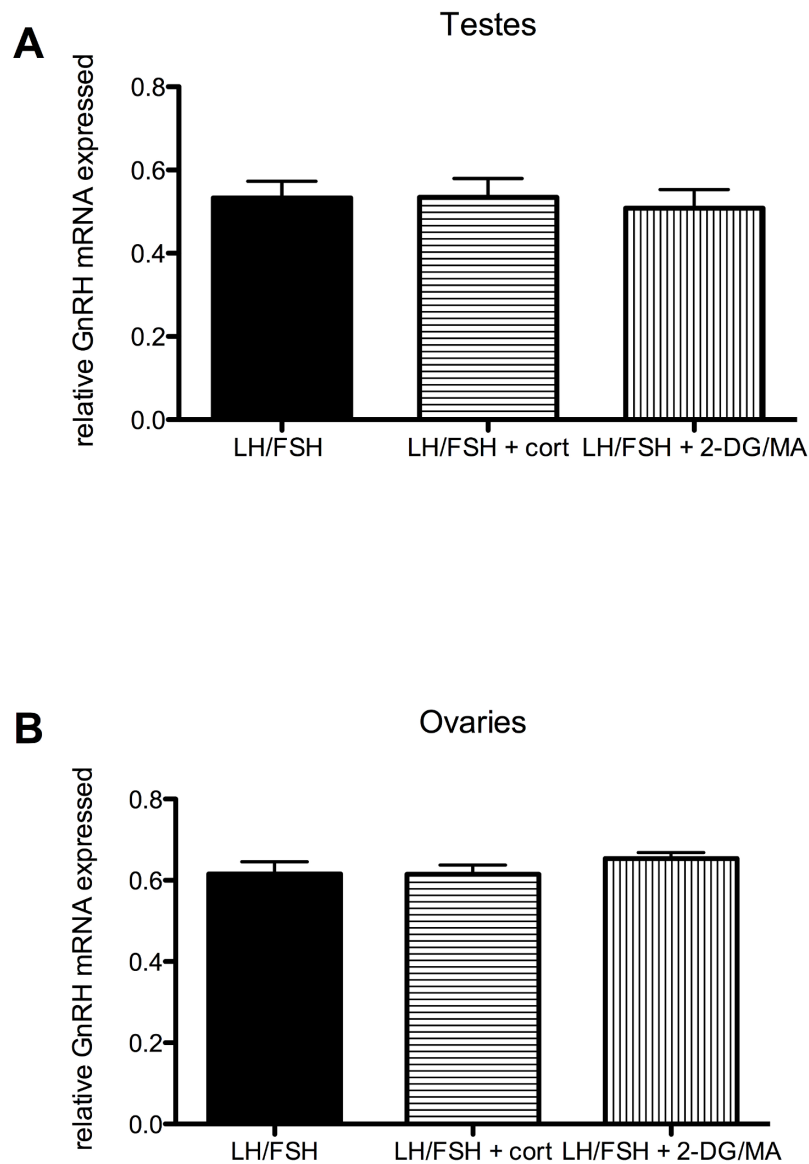 A
Testes
relative GnRH mRNA expressed
0.8
0.6
0.4
0.2
0.0
LH/FSH
LH/FSH + cort
LH/FSH + 2-DG/MA
B
Ovaries
relative GnRH mRNA expressed
0.8
0.6
0.4
0.2
0.0
LH/FSH
LH/FSH + cort
LH/FSH + 2-DG/MA